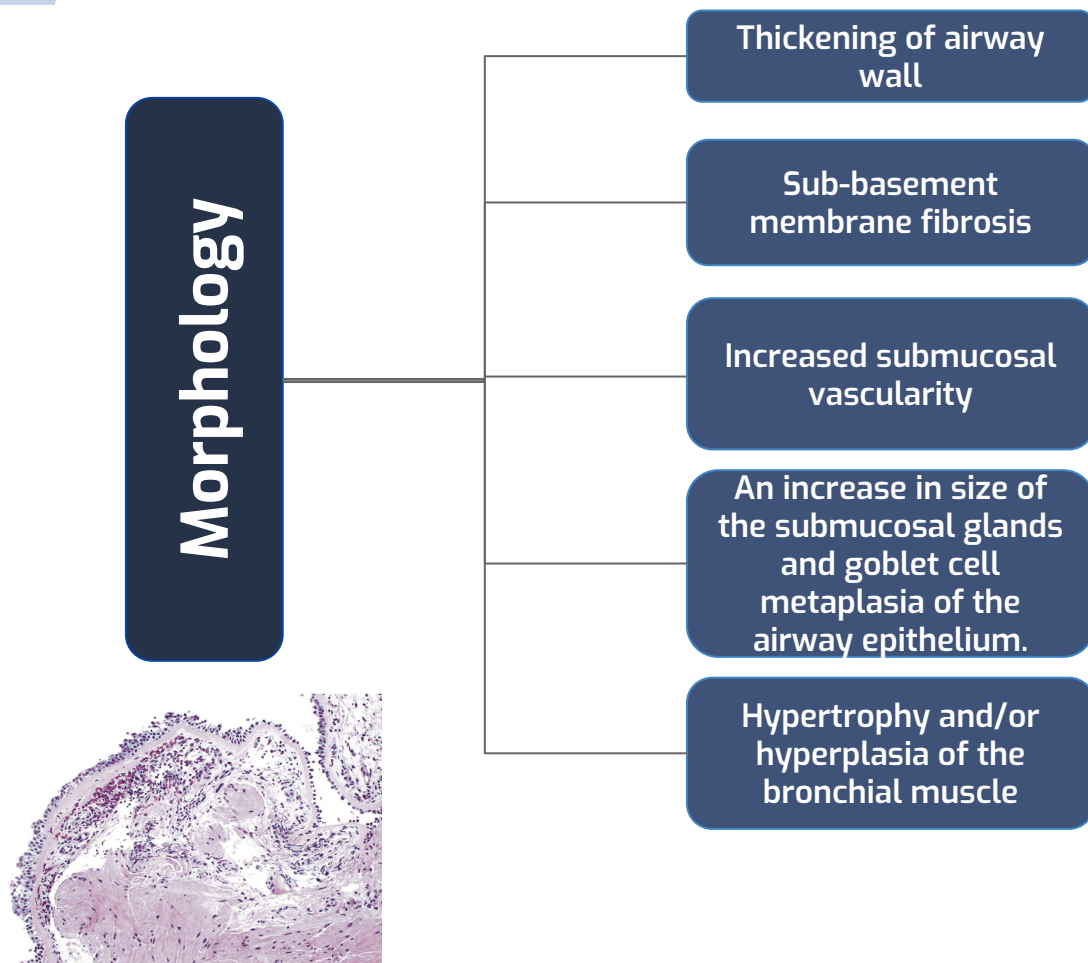 Morphology
Thickening of airway
wall
Sub-basement
membrane fibrosis
Increased submucosal
vascularity
An increase in size of
the submucosal glands
and goblet cell
metaplasia of the
airway epithelium.
Hypertrophy and/or
hyperplasia of the
bronchial muscle